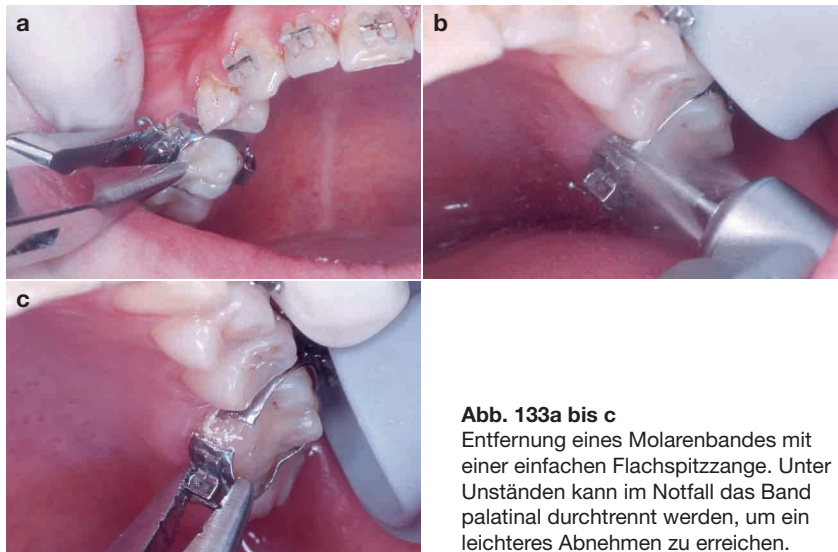 a
b
c
Abb. 133a bis c
Entfernung eines Molarenbandes mit
einer einfachen Flachspitzzange. Unter
Unständen kann im Notfall das Band
palatinal durchtrennt werden, um ein
leichteres Abnehmen zu erreichen.